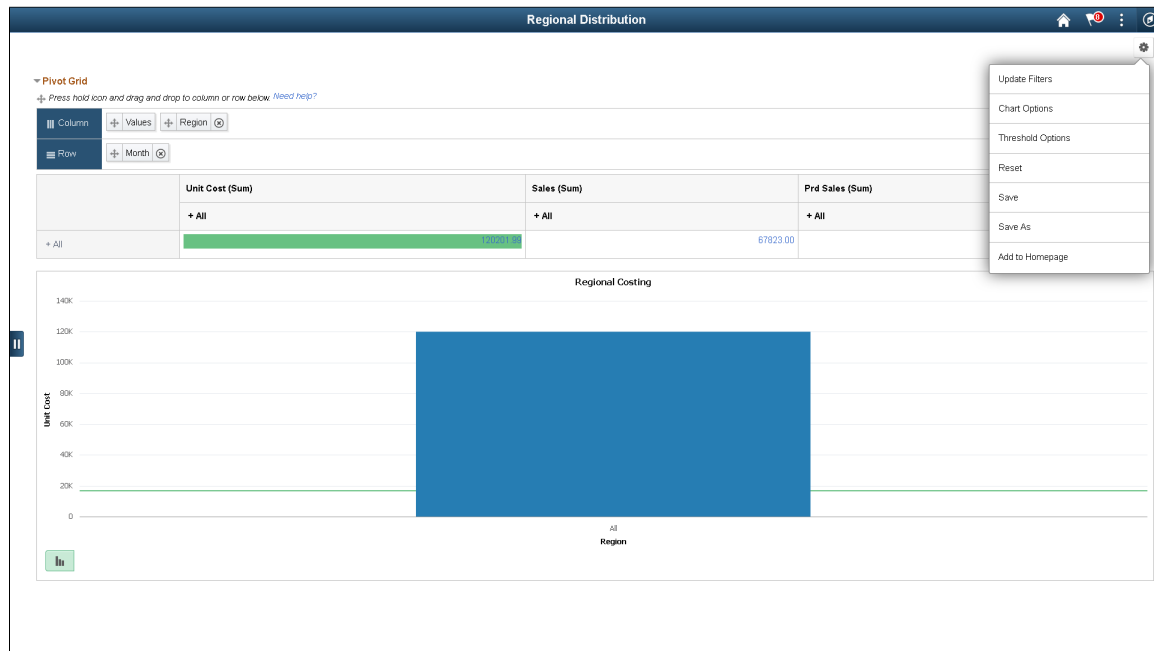 Regional Distribution
8
Pivot Grid
Press hold icon and drag and drop to column or row below. Need help?
Column Values Region
Row Month
Unit Cost (Sum) Sales (Sum) Prd Sales (Sum)
+ All + All + All
+ All 120201.89 67823.00
Update Filters
Chart Options
Threshold Options
Reset
Save
Save As
Add to Homepage
Regional Costing
140K
120K
100K
80K
60K
40K
20K
0
Unit Cost
All
Region